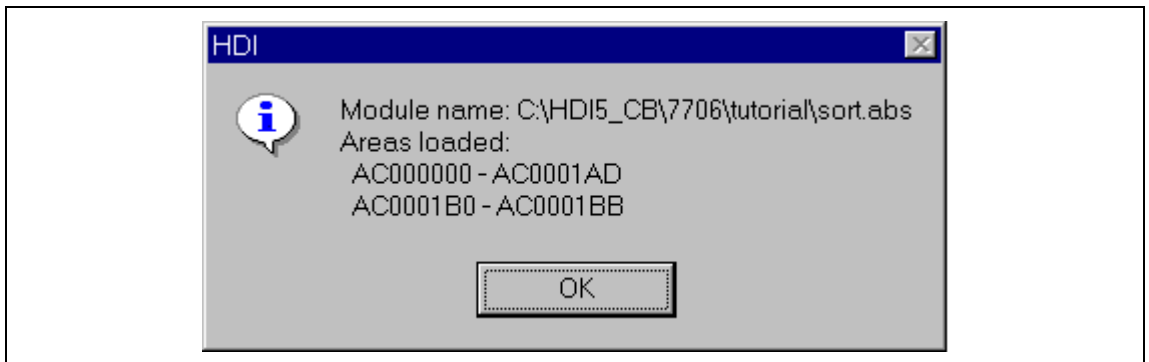 HDI
Module name: C:\HDI5_CB\7706\tutorial\sort.abs
Areas loaded:
AC000000 - AC0001AD
AC0001B0 - AC0001BB
OK